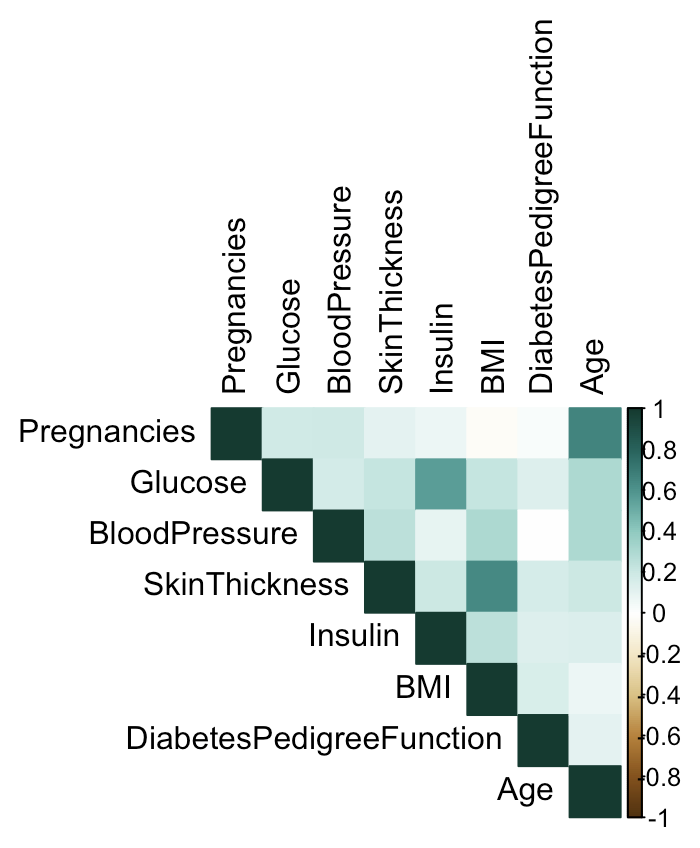 Pregnancies
Glucose
BloodPressure
SkinThickness
Insulin
BMI
DiabetesPedigreeFunction
Age
Pregnancies
Glucose
BloodPressure
SkinThickness
Insulin
BMI
DiabetesPedigreeFunction
Age
1
0.8
0.6
0.4
0.2
0
-0.2
-0.4
-0.6
-0.8
-1